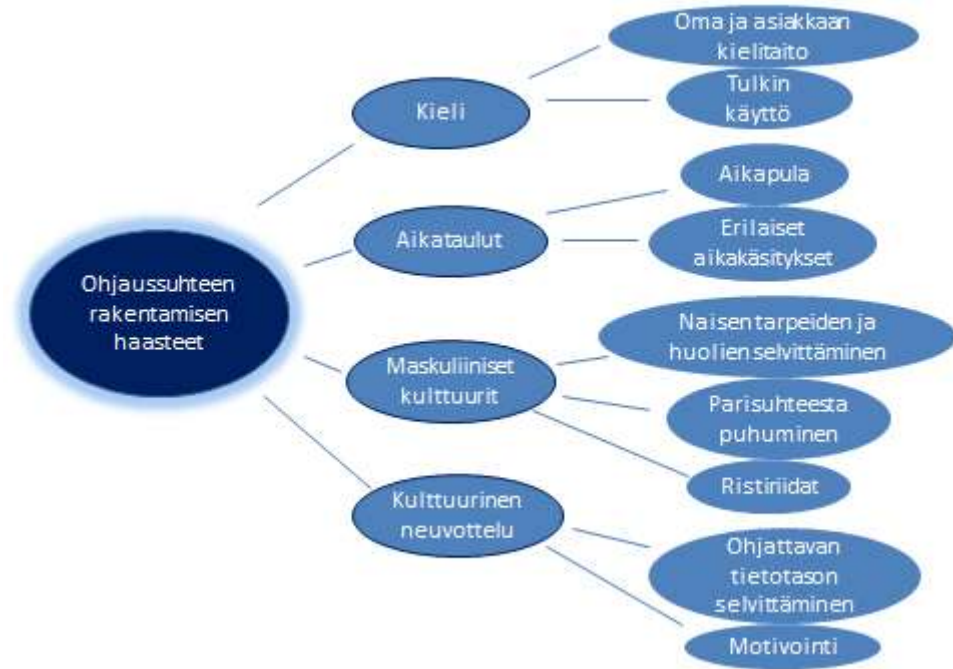 Ohjaussuhteen
rakentamisen
haasteet
Kieli
Oma ja asiakkaan
kielitaito
Tulkin
käyttö
Aikataulut
Aikapula
Erilaiset
aikakäsitykset
Maskuliiniset
kulttuurit
Naisen tarpeiden ja
huolien selvittäminen
Parisuhteesta
puhuminen
Ristiriidat
Kulttuurinen
neuvottelu
Ohjattavan
tietotason
selvittäminen
Motivointi